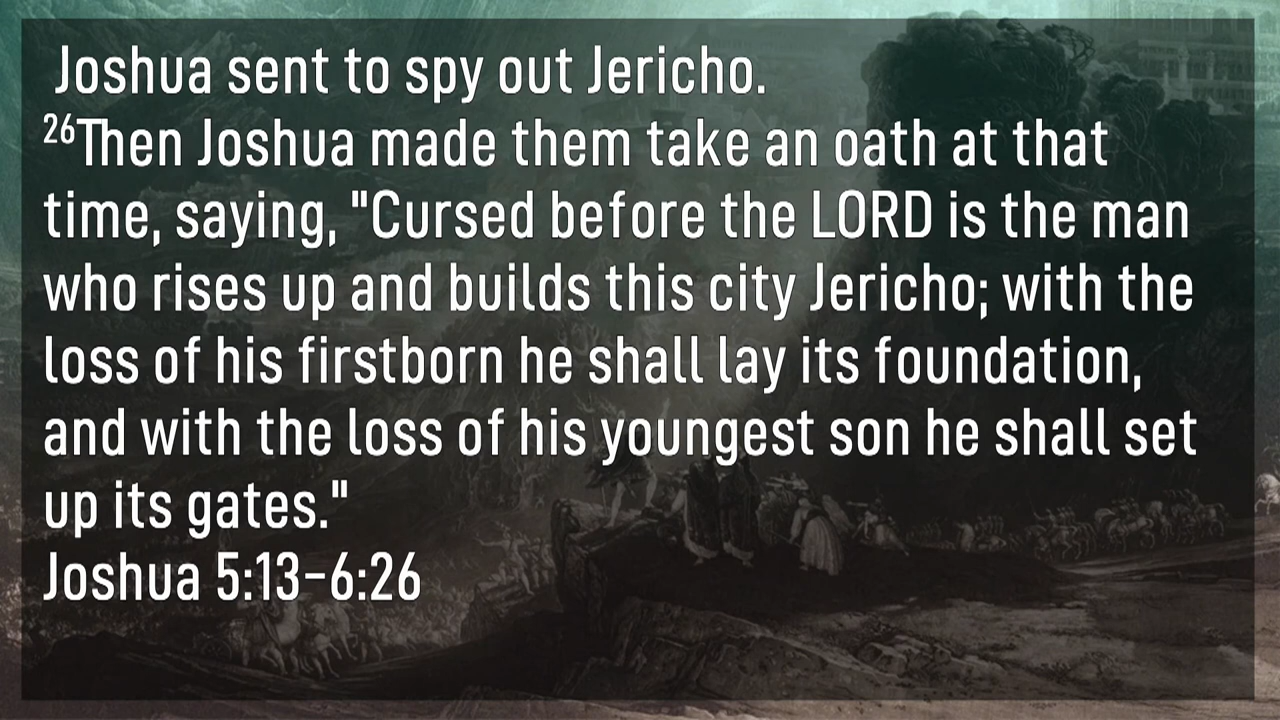 Joshua sent to spy out Jericho.
26Then Joshua made them take an oath at that
time, saying, "Cursed before the LORD is the man
who rises up and builds this city Jericho; with the
loss of his firstborn he shall lay its foundation,
and with the loss of his youngest son he shall set
up its gates."
Joshua 5:13–6:26